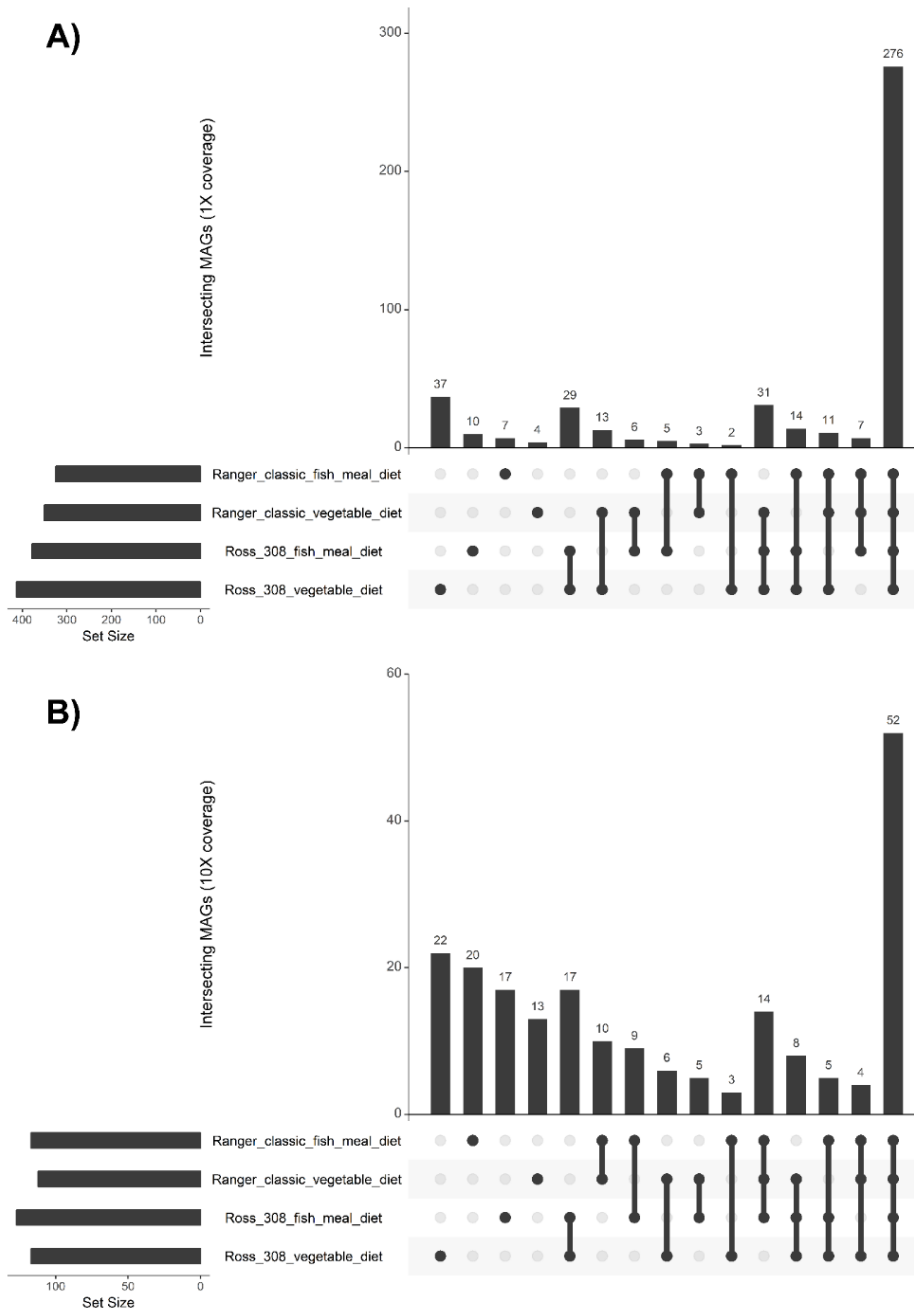 A)
Intersecting MAGs (1X coverage)
300
200
100
0
37 10 7 4 29 13 6 5 3 2 31 14 11 7 276
Ranger_classic_fish_meal_diet
Ranger_classic_vegetable_diet
Ross_308_fish_meal_diet
Ross_308_vegetable_diet
400 300 200 100 0
Set Size
B)
Intersecting MAGs (10X coverage)
60
40
20
0
22 20 17 13 17 10 9 6 5 3 14 8 5 4 52
Ranger_classic_fish_meal_diet
Ranger_classic_vegetable_diet
Ross_308_fish_meal_diet
Ross_308_vegetable_diet
100 50 0
Set Size